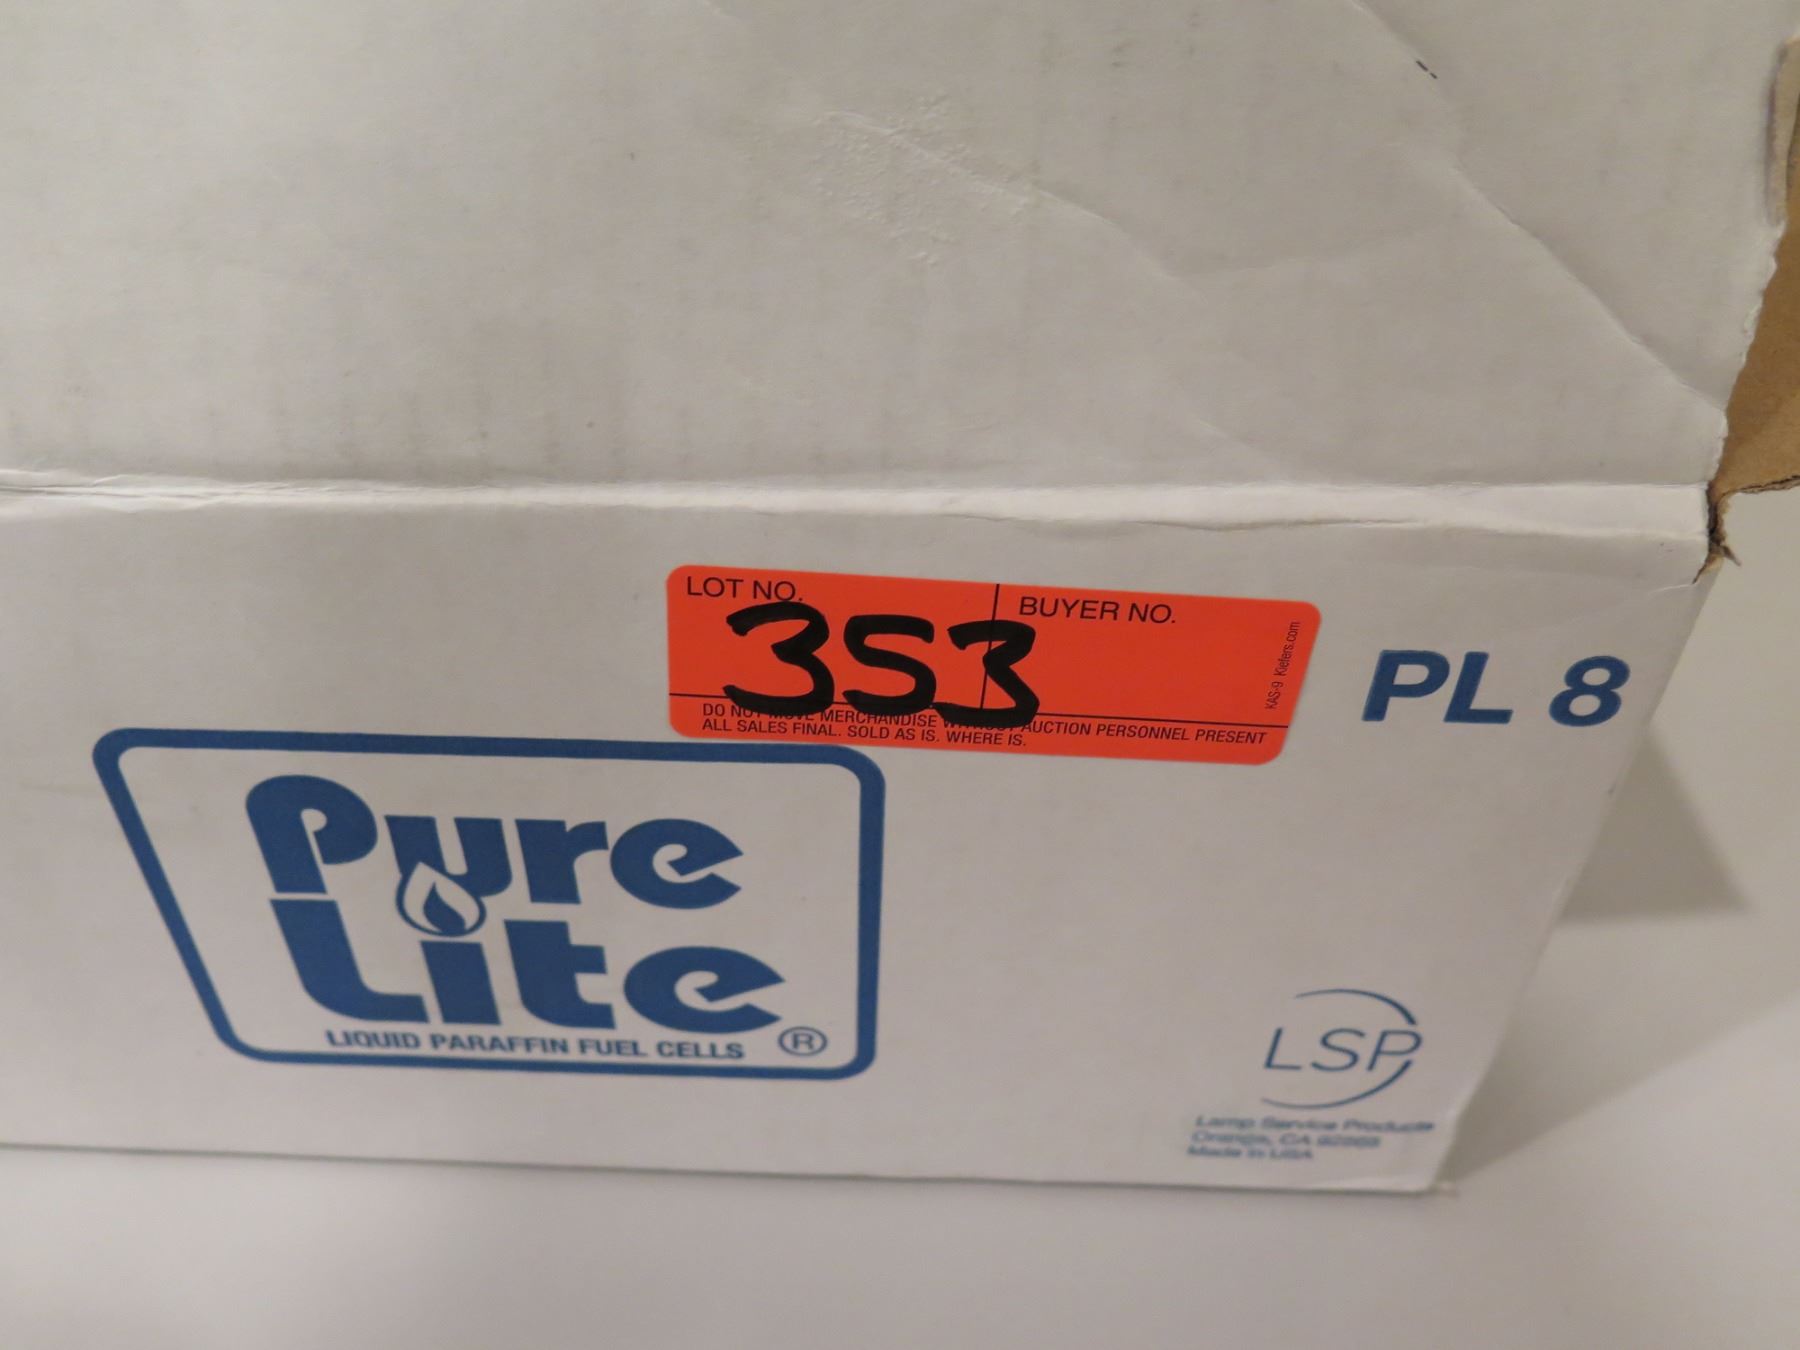 LOT NO.
353
BUYER NO.
KAS-9 Kiefers.com
DO NOT MOVE MERCHANDISE WITHOUT AUCTION PERSONNEL PRESENT
ALL SALES FINAL. SOLD AS IS. WHERE IS.
PL 8
Pure
Lite
LIQUID PARAFFIN FUEL CELLS ®
LSP
Lamp Service Products
Orange, CA
Made in USA